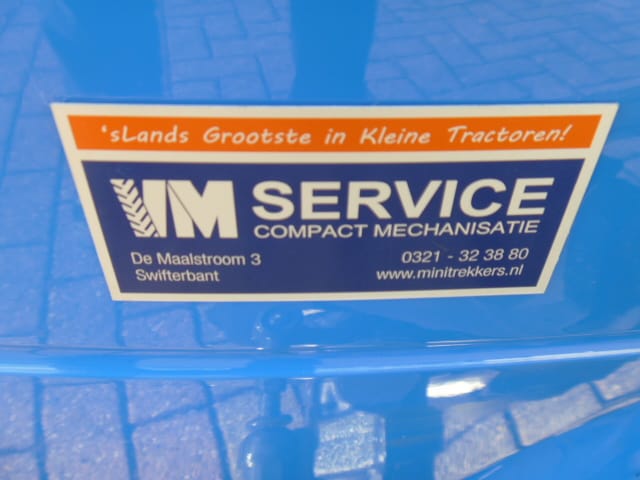 'sLands Grootste in Kleine Tractoren!
VM SERVICE
COMPACT MECHANISATIE
De Maalstroom 3
Swifterbant
0321 - 32 38 80
www.minitrekkers.nl